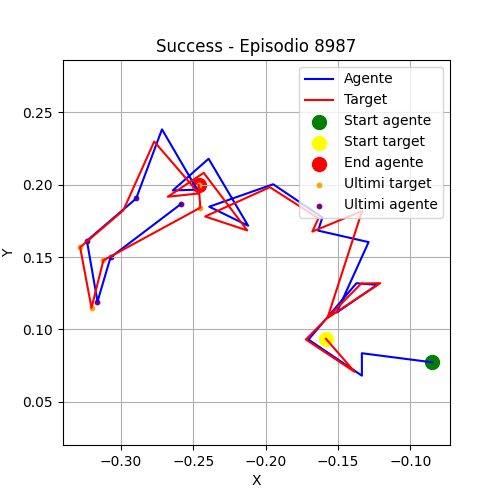 Success - Episodio 8987
Agente
Target
Start agente
Start target
End agente
Ultimi target
Ultimi agente
0.25
0.20
0.15
0.10
0.05
Y
−0.30
−0.25
−0.20
−0.15
−0.10
X